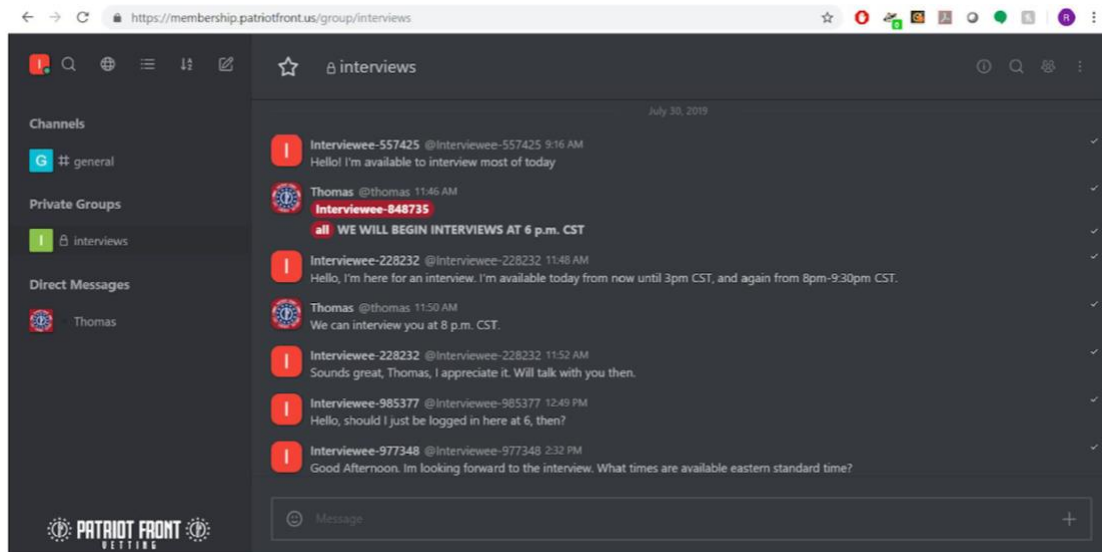 https://membership.patriotfront.us/group/interviews
interviews
July 30, 2019
Channels
G # general
Private Groups
I interviews
Direct Messages
Thomas
Interviewee-557425 @Interviewee-557425 9:16 AM
Hello! I'm available to interview most of today
Thomas @thomas 11:46 AM
Interviewee-848735
all WE WILL BEGIN INTERVIEWS AT 6 p.m. CST
Interviewee-228232 @Interviewee-228232 11:48 AM
Hello, I'm here for an interview. I'm available today from now until 3pm CST, and again from 8pm-9:30pm CST.
Thomas @thomas 11:50 AM
We can interview you at 8 p.m. CST.
Interviewee-228232 @Interviewee-228232 11:52 AM
Sounds great, Thomas, I appreciate it. Will talk with you then.
Interviewee-985377 @Interviewee-985377 12:49 PM
Hello, should I just be logged in here at 6, then?
Interviewee-977348 @Interviewee-977348 2:32 PM
Good Afternoon. Im looking forward to the interview. What times are available eastern standard time?
Message
PATRIOT FRONT
VETTING